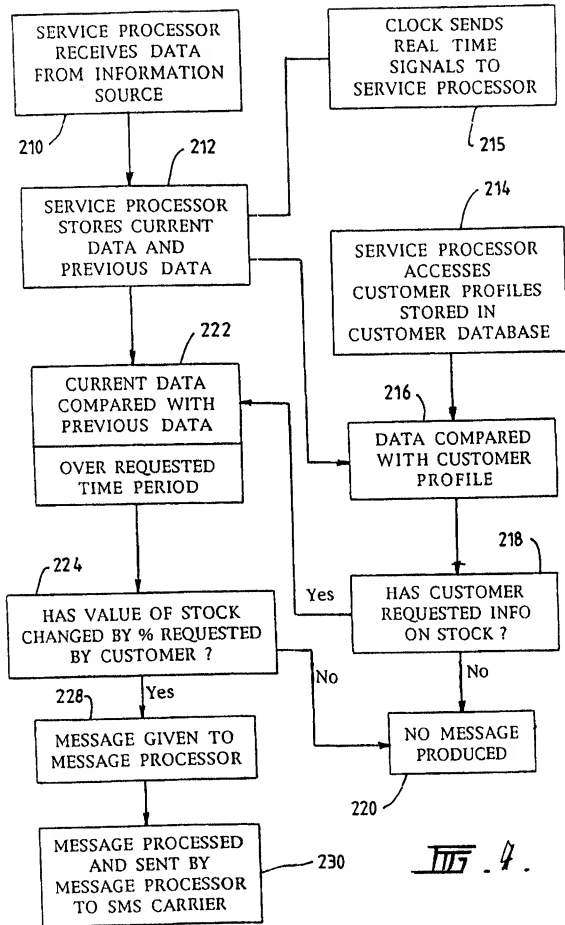 SERVICE PROCESSOR
RECEIVES DATA
FROM INFORMATION
SOURCE
210
CLOCK SENDS
REAL TIME
SIGNALS TO
SERVICE PROCESSOR
215
212
SERVICE PROCESSOR
STORES CURRENT
DATA AND
PREVIOUS DATA
214
SERVICE PROCESSOR
ACCESSES
CUSTOMER PROFILES
STORED IN
CUSTOMER DATABASE
222
CURRENT DATA
COMPARED WITH
PREVIOUS DATA
OVER REQUESTED
TIME PERIOD
216
DATA COMPARED
WITH CUSTOMER
PROFILE
224
HAS VALUE OF STOCK
CHANGED BY % REQUESTED
BY CUSTOMER ?
218
Yes
HAS CUSTOMER
REQUESTED INFO
ON STOCK ?
No
No
228
Yes
MESSAGE GIVEN TO
MESSAGE PROCESSOR
NO MESSAGE
PRODUCED
220
MESSAGE PROCESSED
AND SENT BY
MESSAGE PROCESSOR
TO SMS CARRIER
230
FIG. 4.